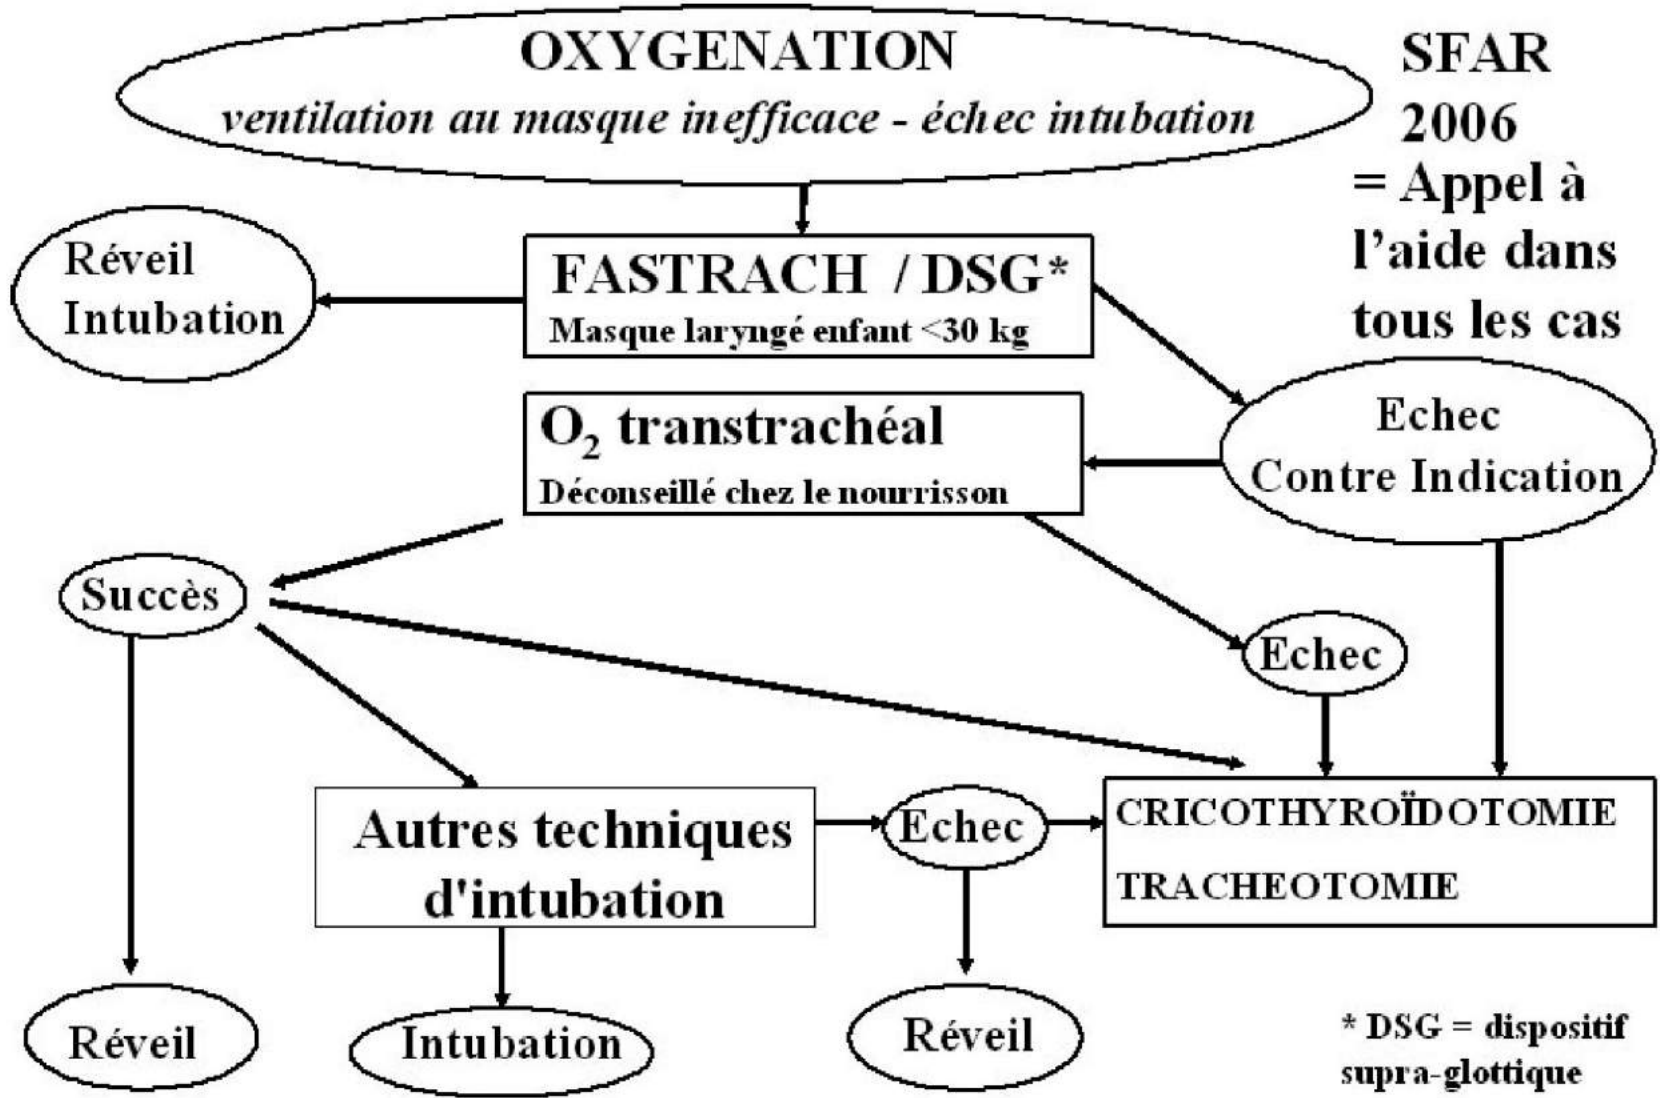 OXYGENATION
ventilation au masque inefficace - échec intubation
SFAR
2006
= Appel à
l'aide dans
tous les cas
Réveil
Intubation
FASTRACH / DSG*
Masque laryngé enfant <30 kg
Echec
Contre Indication
O₂ transtrachéal
Déconseillé chez le nourrisson
Succès
Echec
Autres techniques
d'intubation
Echec
CRICOTHYROÏDOTOMIE
TRACHEOTOMIE
Réveil
Intubation
Réveil
* DSG = dispositif
supra-glottique